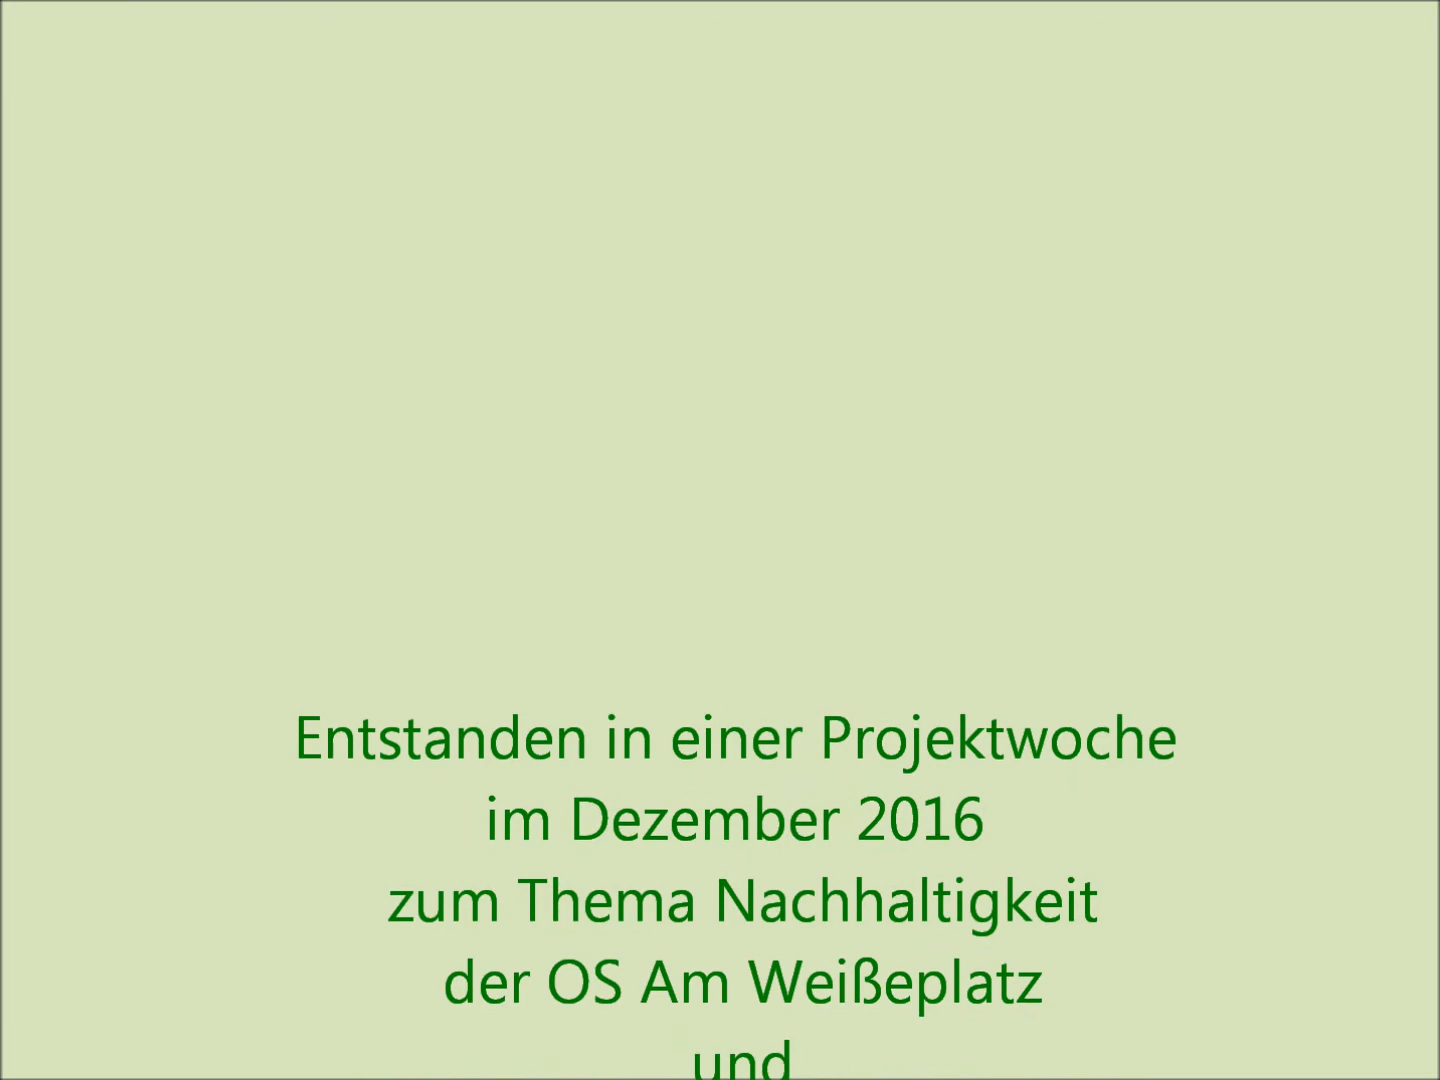 Entstanden in einer Projektwoche
im Dezember 2016
zum Thema Nachhaltigkeit
der OS Am Weißeplatz
und